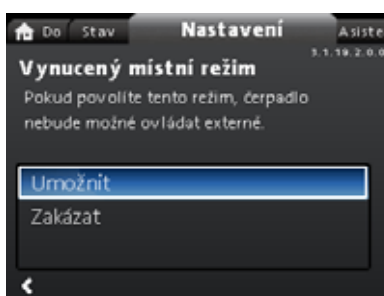 Do Stav Nastavení Asiste
3.1.19.2.0.0
Vynucený místní režim
Pokud povolíte tento režim, čerpadlo
nebude možné ovládat externé.
Umožnit
Zakázat